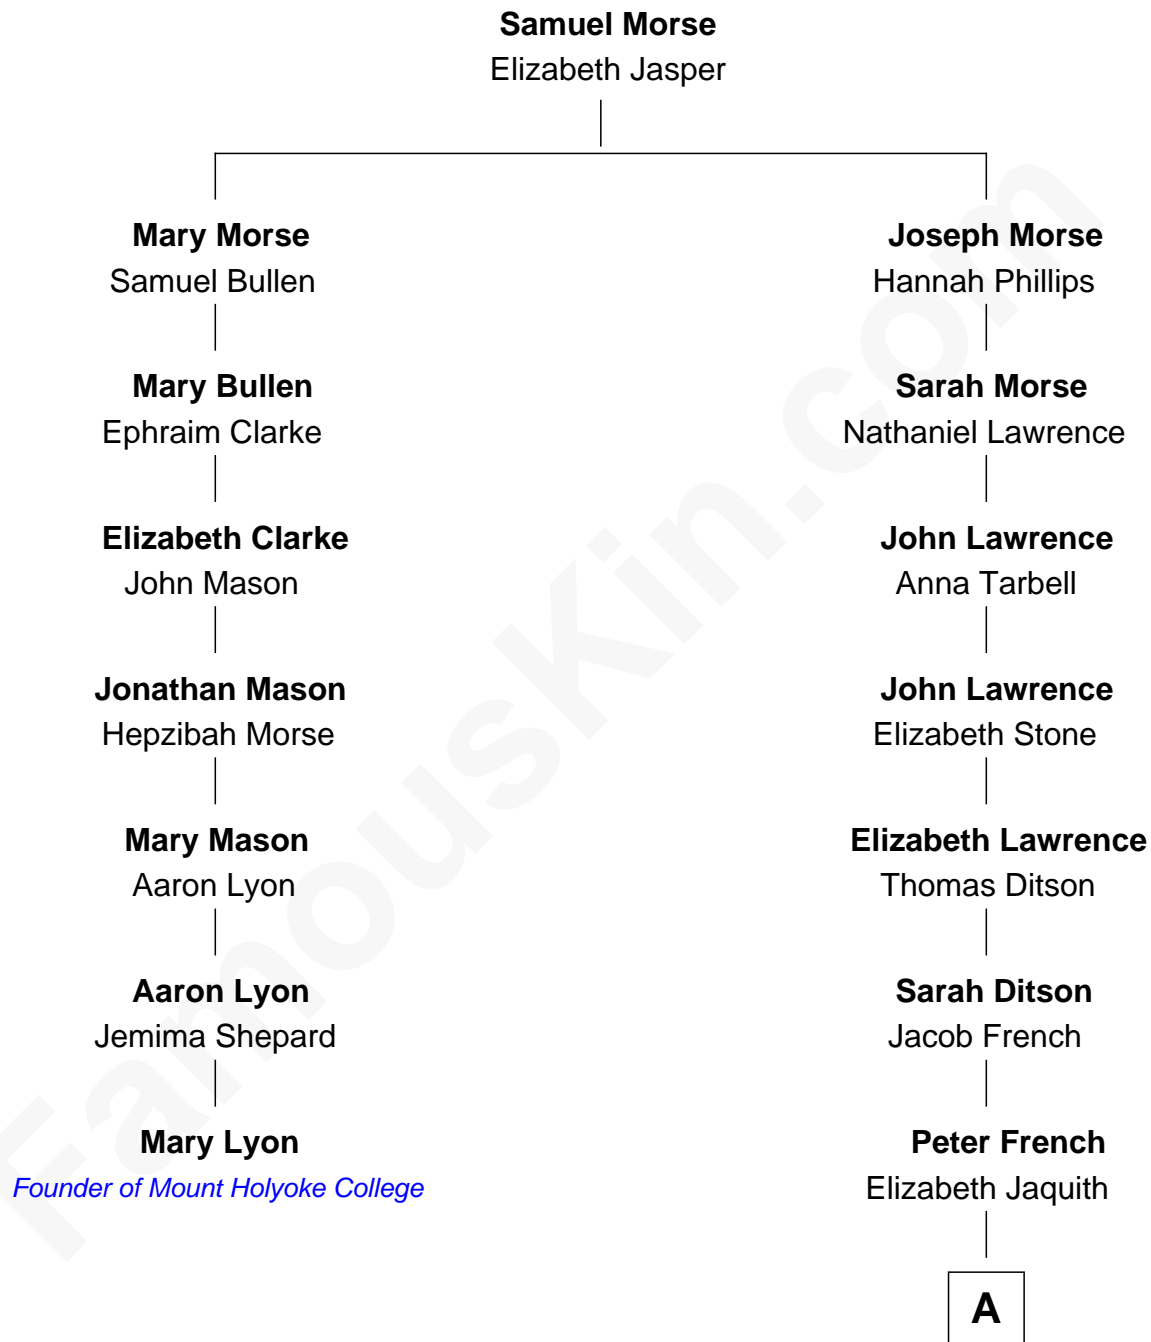 Samuel Morse
Elizabeth Jasper
Mary Morse
Samuel Bullen
Mary Bullen
Ephraim Clarke
Elizabeth Clarke
John Mason
Jonathan Mason
Hepzibah Morse
Mary Mason
Aaron Lyon
Aaron Lyon
Jemima Shepard
Mary Lyon
Founder of Mount Holyoke College
Joseph Morse
Hannah Phillips
Sarah Morse
Nathaniel Lawrence
John Lawrence
Anna Tarbell
John Lawrence
Elizabeth Stone
Elizabeth Lawrence
Thomas Ditson
Sarah Ditson
Jacob French
Peter French
Elizabeth Jaquith
A
FamousKin.com